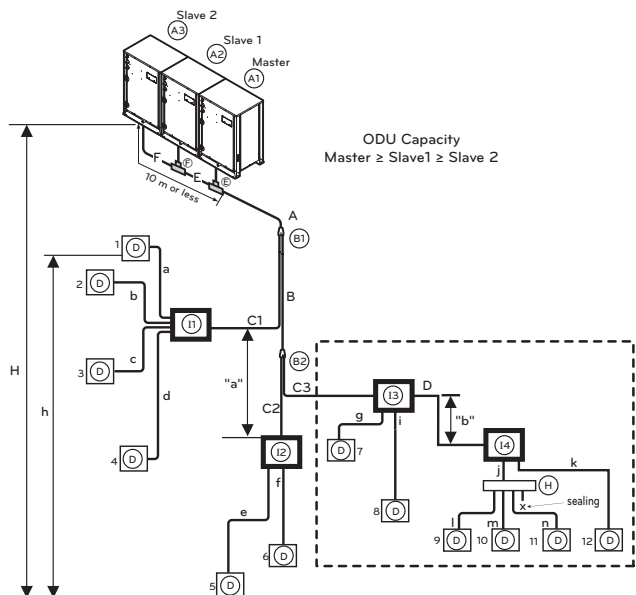 Slave 2
A3
Slave 1
A2
Master
A1
ODU Capacity
Master ≥ Slave1 ≥ Slave 2
F
F
E
E
10 m or less
A
B1
1 D
a
2 D
b
I1
C1
B
H
h
3 D
c
d
"a"
B2
C3
I3
D
C2
g
i
"b"
4 D
I2
D 7
I4
j
k
H
e
f
x
sealing
8 D
l
m
n
9 D
10 D
11 D
12 D
6 D
5 D